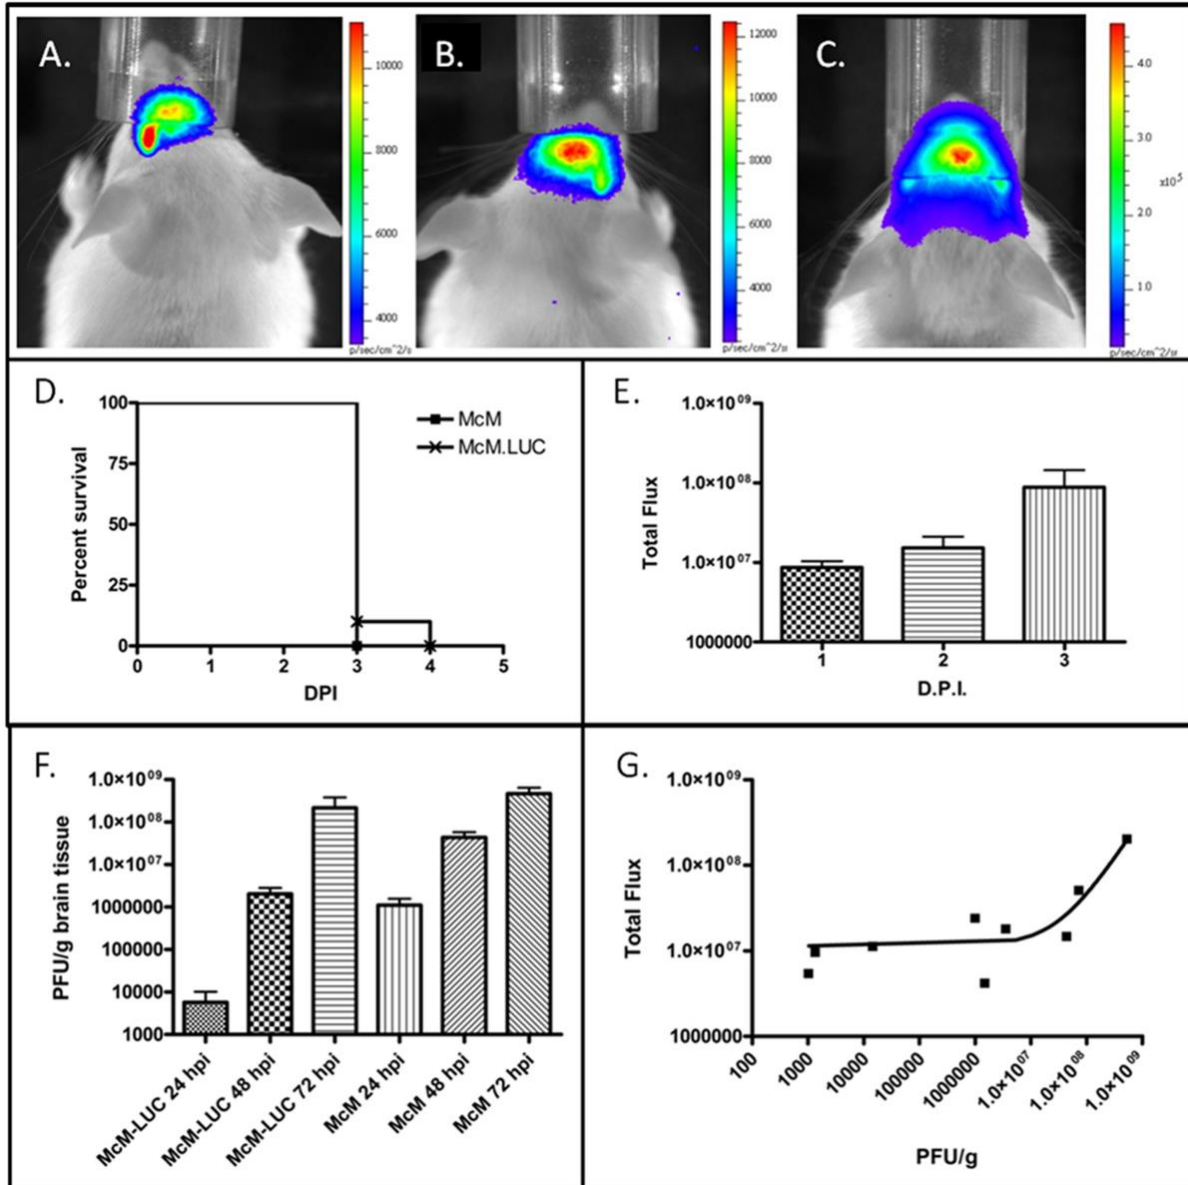 A.
10000
8000
6000
4000
p/sec/cm^2/s
B.
12000
10000
8000
6000
4000
p/sec/cm^2/sr
C.
4.0
3.0
x10^5
2.0
1.0
p/sec/cm^2/sr
D.
100
75
50
25
0
Percent survival
0 1 2 3 4 5
DPI
McM
McM.LUC
E.
1.0×10^09
1.0×10^08
1.0×10^07
1000000
Total Flux
1 2 3
D.P.I.
F.
1.0×10^09
1.0×10^08
1.0×10^07
1000000
100000
10000
1000
PFU/g brain tissue
McM-LUC 24 hpi
McM-LUC 48 hpi
McM-LUC 72 hpi
McM 24 hpi
McM 48 hpi
McM 72 hpi
G.
1.0×10^09
1.0×10^08
1.0×10^07
1000000
Total Flux
100
1000
10000
100000
1000000
1.0×10^07
1.0×10^08
1.0×10^09
PFU/g